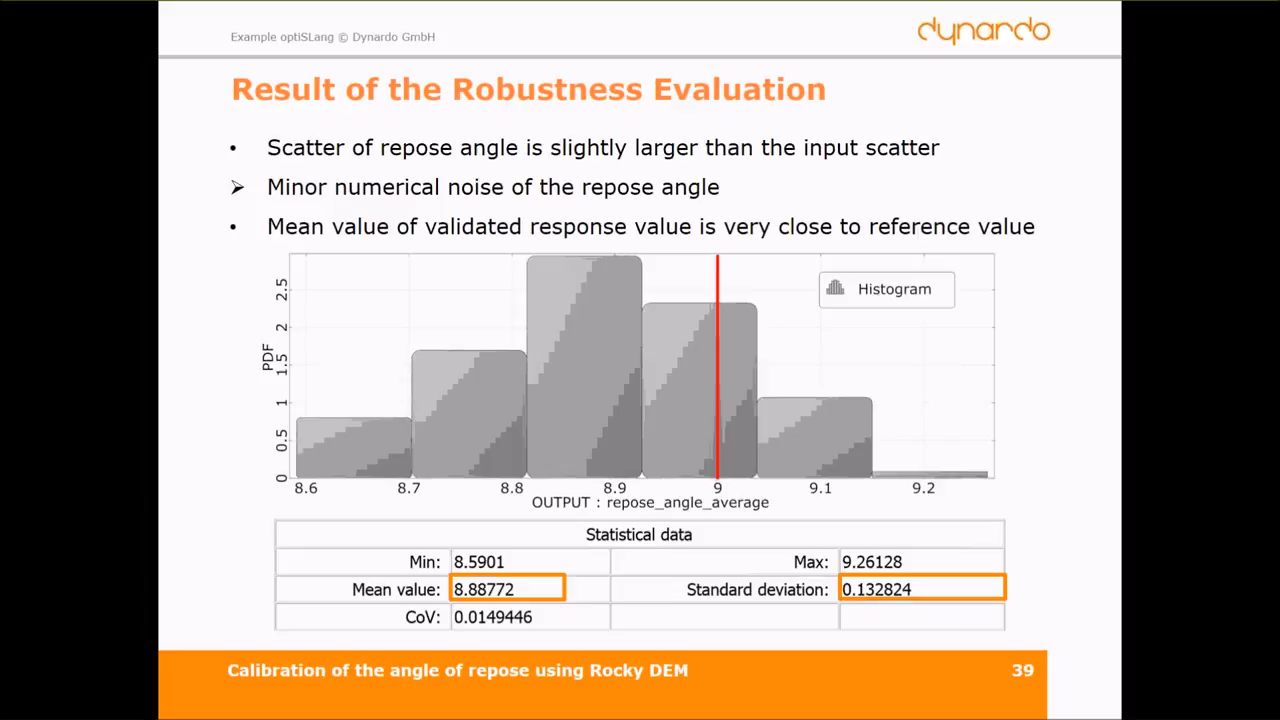 Example optiSLang © Dynardo GmbH
dynardo
Result of the Robustness Evaluation
• Scatter of repose angle is slightly larger than the input scatter
➢ Minor numerical noise of the repose angle
• Mean value of validated response value is very close to reference value
Histogram
PDF
2.5
2
1.5
1
0.5
0
8.6 8.7 8.8 8.9 9 9.1 9.2
OUTPUT : repose_angle_average
Statistical data
Min: 8.5901 Max: 9.26128
Mean value: 8.88772 Standard deviation: 0.132824
CoV: 0.0149446
Calibration of the angle of repose using Rocky DEM 39